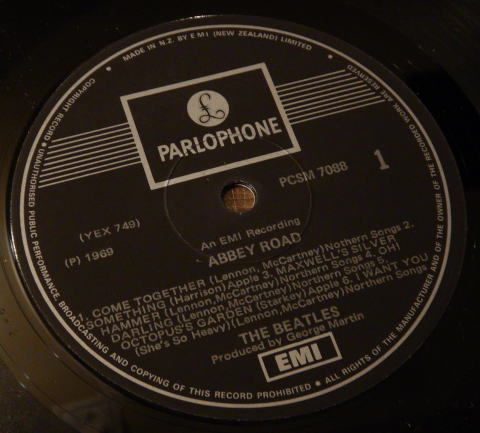 MADE IN N.Z. BY EMI (NEW ZEALAND) LIMITED • ALL RIGHTS OF THE MANUFACTURER AND OF THE OWNER OF THE RECORDED WORK ARE RESERVED
COPYRIGHT RECORD • UNAUTHORISED PUBLIC PERFORMANCE BROADCASTING AND COPYING OF THIS RECORD PROHIBITED •
£
PARLOPHONE
PCSM 7088
1
(YEX 749)
(P) 1969
An EMI Recording
ABBEY ROAD
1. COME TOGETHER (Lennon, McCartney) Nothern Songs 2.
SOMETHING (Harrison) Apple 3. MAXWELL'S SILVER
HAMMER (Lennon, McCartney) Northern Songs 4. OH!
DARLING (Lennon McCartney) Northern Songs 5.
OCTOPUS'S GARDEN (Starkey) Apple 6. I WANT YOU
(She's So Heavy) (Lennon, McCartney) Northern Songs
THE BEATLES
Produced by George Martin
EMI